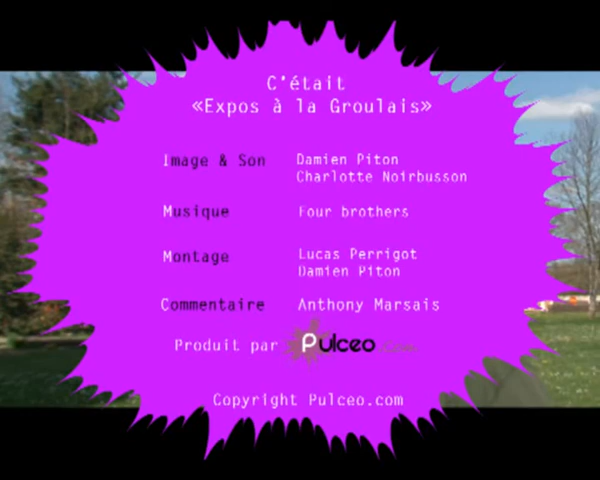 C'était
«Expos à la Groulais»
Image & Son Damien Piton
Charlotte Noirbusson
Musique Four brothers
Montage Lucas Perrigot
Damien Piton
Commentaire Anthony Marsais
Produit par Pulceo
Copyright Pulceo.com